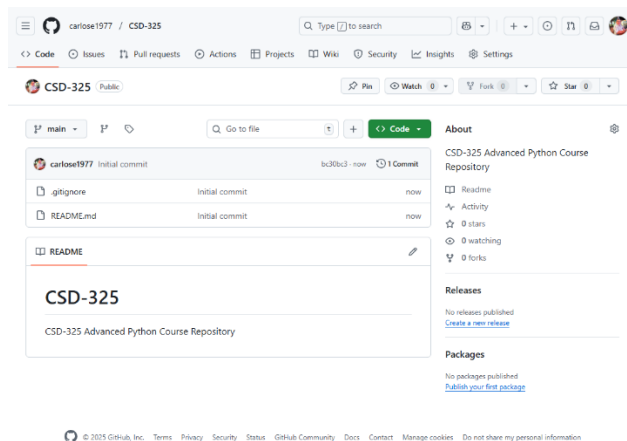 carlose1977 / CSD-325
Q Type / to search
Code Issues Pull requests Actions Projects Wiki Security Insights Settings
CSD-325 Public
Pin Watch 0 Fork 0 Star 0
main
Go to file t
Code
carlose1977 Initial commit bc30bc3 · now 1 Commit
.gitignore Initial commit now
README.md Initial commit now
README
CSD-325
CSD-325 Advanced Python Course Repository
About
CSD-325 Advanced Python Course
Repository
Readme
Activity
0 stars
0 watching
0 forks
Releases
No releases published
Create a new release
Packages
No packages published
Publish your first package
© 2025 GitHub, Inc. Terms Privacy Security Status GitHub Community Docs Contact Manage cookies Do not share my personal information